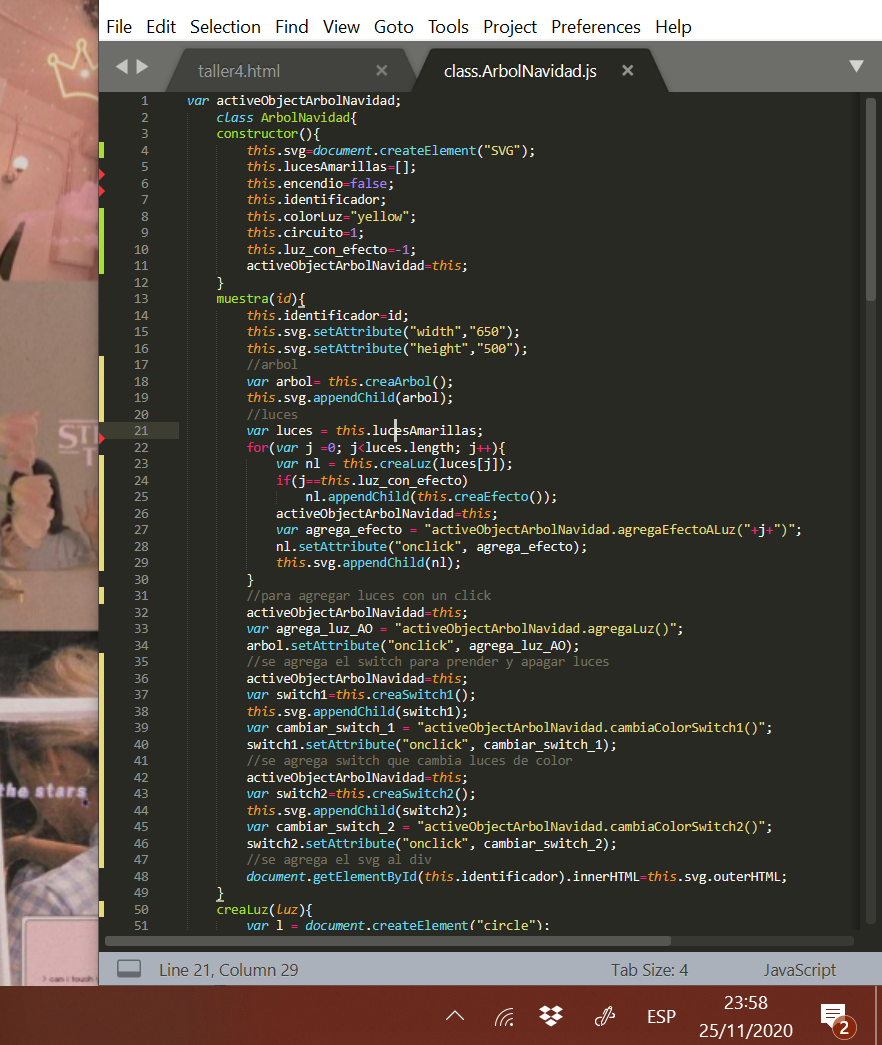 File Edit Selection Find View Goto Tools Project Preferences Help
taller4.html × class.ArbolNavidad.js ×
1 var activeObjectArbolNavidad;
2 class ArbolNavidad{
3 constructor(){
4 this.svg=document.createElement("SVG");
5 this.lucesAmarillas=[];
6 this.encendio=false;
7 this.identificador;
8 this.colorLuz="yellow";
9 this.circuito=1;
10 this.luz_con_efecto=-1;
11 activeObjectArbolNavidad=this;
12 }
13 muestra(id){
14 this.identificador=id;
15 this.svg.setAttribute("width","650");
16 this.svg.setAttribute("height","500");
17 //arbol
18 var arbol= this.creaArbol();
19 this.svg.appendChild(arbol);
20 //luces
21 var luces = this.lucesAmarillas;
22 for(var j =0; j<luces.length; j++){
23 var nl = this.creaLuz(luces[j]);
24 if(j==this.luz_con_efecto)
25 nl.appendChild(this.creaEfecto());
26 activeObjectArbolNavidad=this;
27 var agrega_efecto = "activeObjectArbolNavidad.agregaEfectoALuz("+j+")";
28 nl.setAttribute("onclick", agrega_efecto);
29 this.svg.appendChild(nl);
30 }
31 //para agregar luces con un click
32 activeObjectArbolNavidad=this;
33 var agrega_luz_AO = "activeObjectArbolNavidad.agregaLuz()";
34 arbol.setAttribute("onclick", agrega_luz_AO);
35 //se agrega el switch para prender y apagar luces
36 activeObjectArbolNavidad=this;
37 var switch1=this.creaSwitch1();
38 this.svg.appendChild(switch1);
39 var cambiar_switch_1 = "activeObjectArbolNavidad.cambiaColorSwitch1()";
40 switch1.setAttribute("onclick", cambiar_switch_1);
41 //se agrega switch que cambia luces de color
42 activeObjectArbolNavidad=this;
43 var switch2=this.creaSwitch2();
44 this.svg.appendChild(switch2);
45 var cambiar_switch_2 = "activeObjectArbolNavidad.cambiaColorSwitch2()";
46 switch2.setAttribute("onclick", cambiar_switch_2);
47 //se agrega el svg al div
48 document.getElementById(this.identificador).innerHTML=this.svg.outerHTML;
49 }
50 creaLuz(luz){
51 var l = document.createElement("circle");
the stars
> can i touch
Line 21, Column 29 Tab Size: 4 JavaScript
ESP
23:58
25/11/2020
2